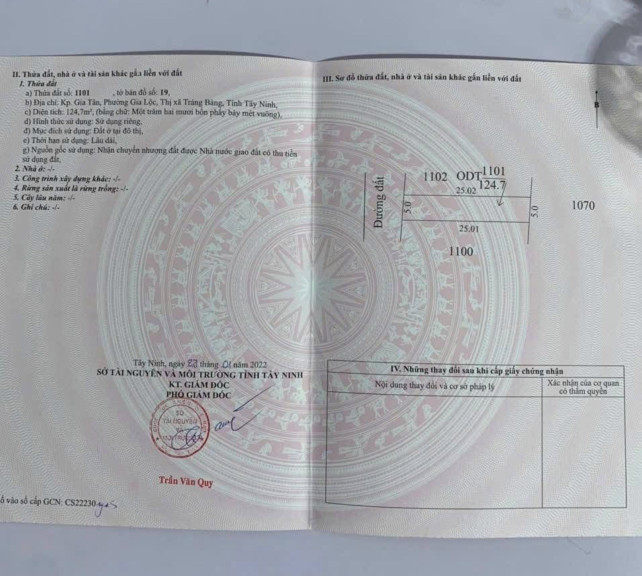 II. Thửa đất, nhà ở và tài sản khác gắn liền với đất
1. Thửa đất
a) Thửa đất số: 1101 , tờ bản đồ số: 19,
b) Địa chỉ: Kp. Gia Tân, Phường Gia Lộc, Thị xã Trảng Bàng, Tỉnh Tây Ninh,
c) Diện tích: 124,7m², (bằng chữ: Một trăm hai mươi bốn phẩy bảy mét vuông),
d) Hình thức sử dụng: Sử dụng riêng,
đ) Mục đích sử dụng: Đất ở tại đô thị,
e) Thời hạn sử dụng: Lâu dài,
g) Nguồn gốc sử dụng: Nhận chuyển nhượng đất được Nhà nước giao đất có thu tiền
sử dụng đất,
2. Nhà ở: -/-
3. Công trình xây dựng khác: -/-
4. Rừng sản xuất là rừng trồng: -/-
5. Cây lâu năm: -/-
6. Ghi chú: -/-
Tây Ninh, ngày 23 tháng 01 năm 2022
SỞ TÀI NGUYÊN VÀ MÔI TRƯỜNG TỈNH TÂY NINH
KT. GIÁM ĐỐC
PHÓ GIÁM ĐỐC
SỞ
TÀI NGUYÊN
VÀ
MÔI TRƯỜNG
Trần Văn Quy
ố vào sổ cấp GCN: CS22230
III. Sơ đồ thửa đất, nhà ở và tài sản khác gắn liền với đất
B
1102 ODT 1101
124.7
25.02
Đường đất
5.0
5.0
1070
25.01
1100
IV. Những thay đổi sau khi cấp giấy chứng nhận
Nội dung thay đổi và cơ sở pháp lý
Xác nhận của cơ quan
có thẩm quyền